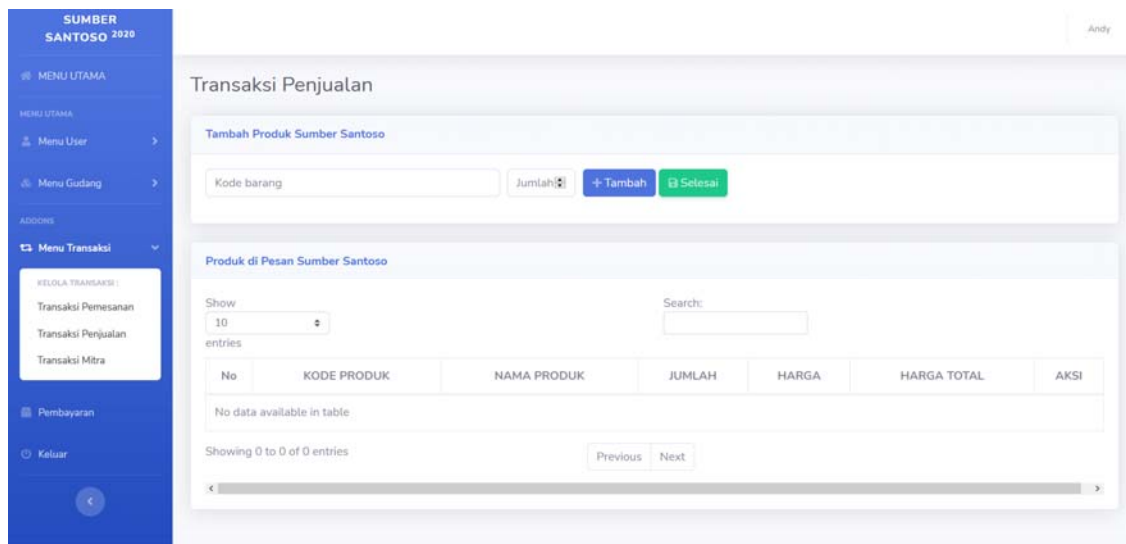 SUMBER
SANTOSO 2020
Andy
MENU UTAMA
Transaksi Penjualan
MENU UTAMA
Menu User
Menu Gudang
ADDONS
Menu Transaksi
KELOLA TRANSAKSI :
Transaksi Pemesanan
Transaksi Penjualan
Transaksi Mitra
Pembayaran
Keluar
Tambah Produk Sumber Santoso
Kode barang Jumlah + Tambah Selesai
Produk di Pesan Sumber Santoso
Show Search:
10
entries
No KODE PRODUK NAMA PRODUK JUMLAH HARGA HARGA TOTAL AKSI
No data available in table
Showing 0 to 0 of 0 entries Previous Next